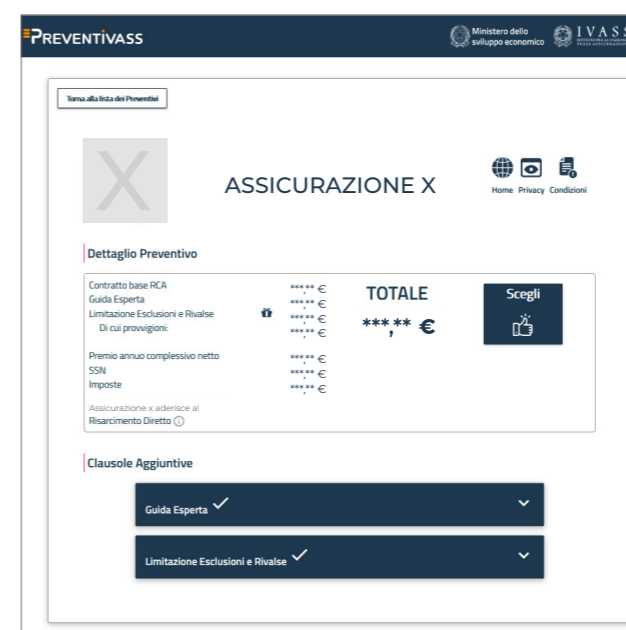 PREVENTIVASS
Ministero dello
sviluppo economico
IVASS
Torna alla lista dei Preventivi
X
ASSICURAZIONE X
Home Privacy Condizioni
Dettaglio Preventivo
Contratto base RCA ***,** €
Guida Esperta ***,** €
Limitazione Esclusioni e Rivalse ***,** €
Di cui provvigioni: ***,** €
TOTALE
***,** €
Scegli
Premio annuo complessivo netto ***,** €
SSN ***,** €
Imposte ***,** €
'Assicurazione x aderisce al
Risarcimento Diretto
Clausole Aggiuntive
Guida Esperta
Limitazione Esclusioni e Rivalse